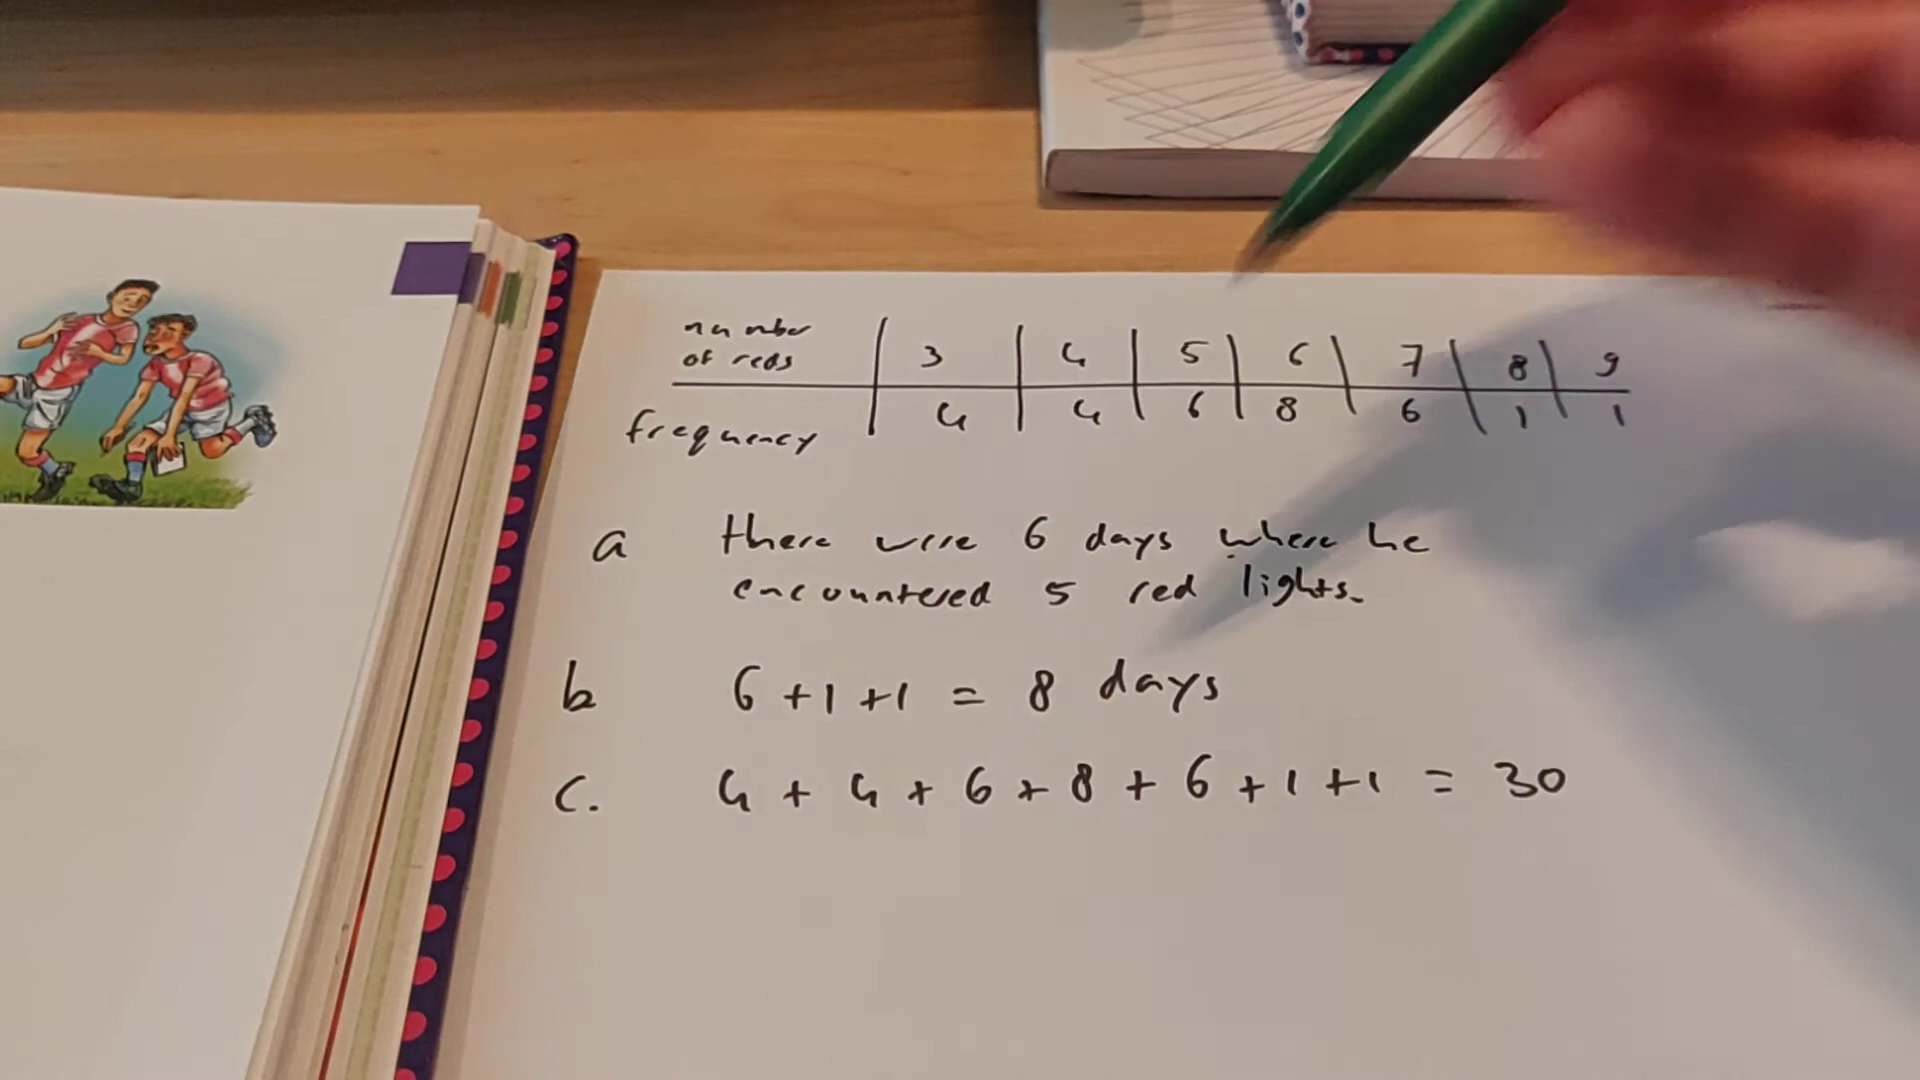 number
of reds | 3 | 4 | 5 | 6 | 7 | 8 | 9
frequency | 4 | 4 | 6 | 8 | 6 | 1 | 1
a there were 6 days where he
encountered 5 red lights.
b 6 + 1 + 1 = 8 days
c. 4 + 4 + 6 + 8 + 6 + 1 + 1 = 30